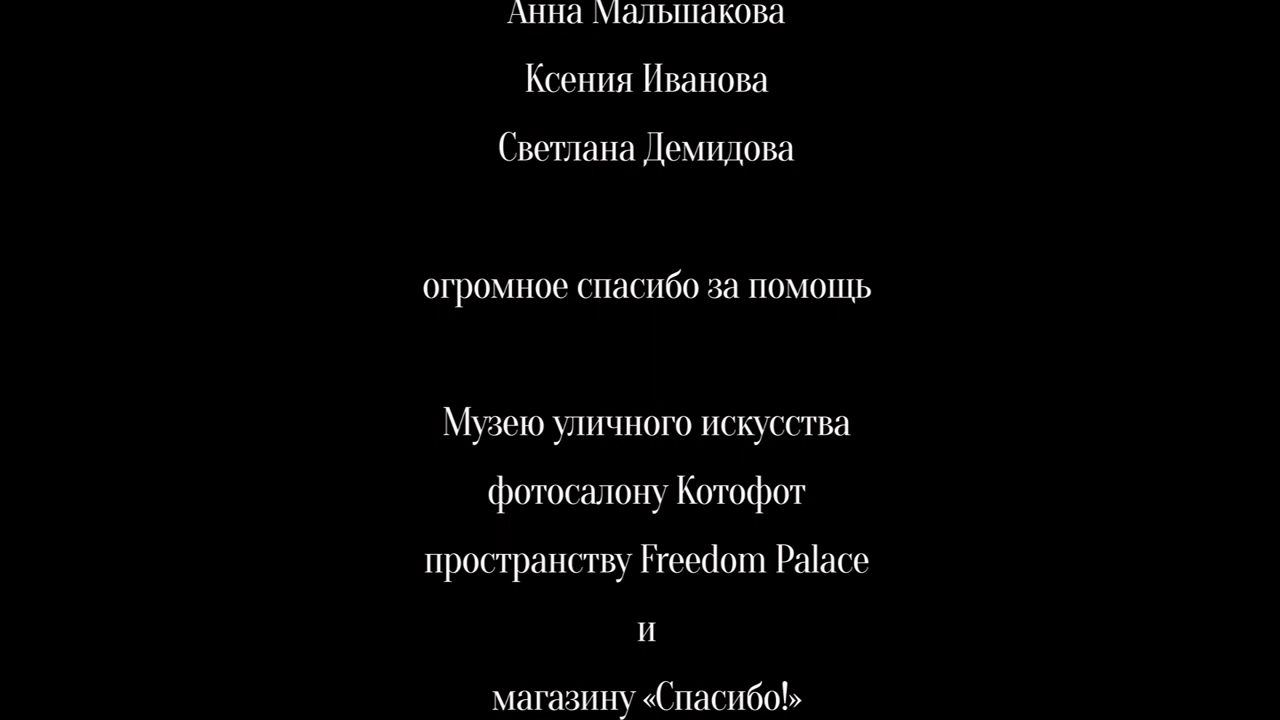 Анна Мальшакова
Ксения Иванова
Светлана Демидова
огромное спасибо за помощь
Музею уличного искусства
фотосалону Котофот
пространству Freedom Palace
и
магазину «Спасибо!»